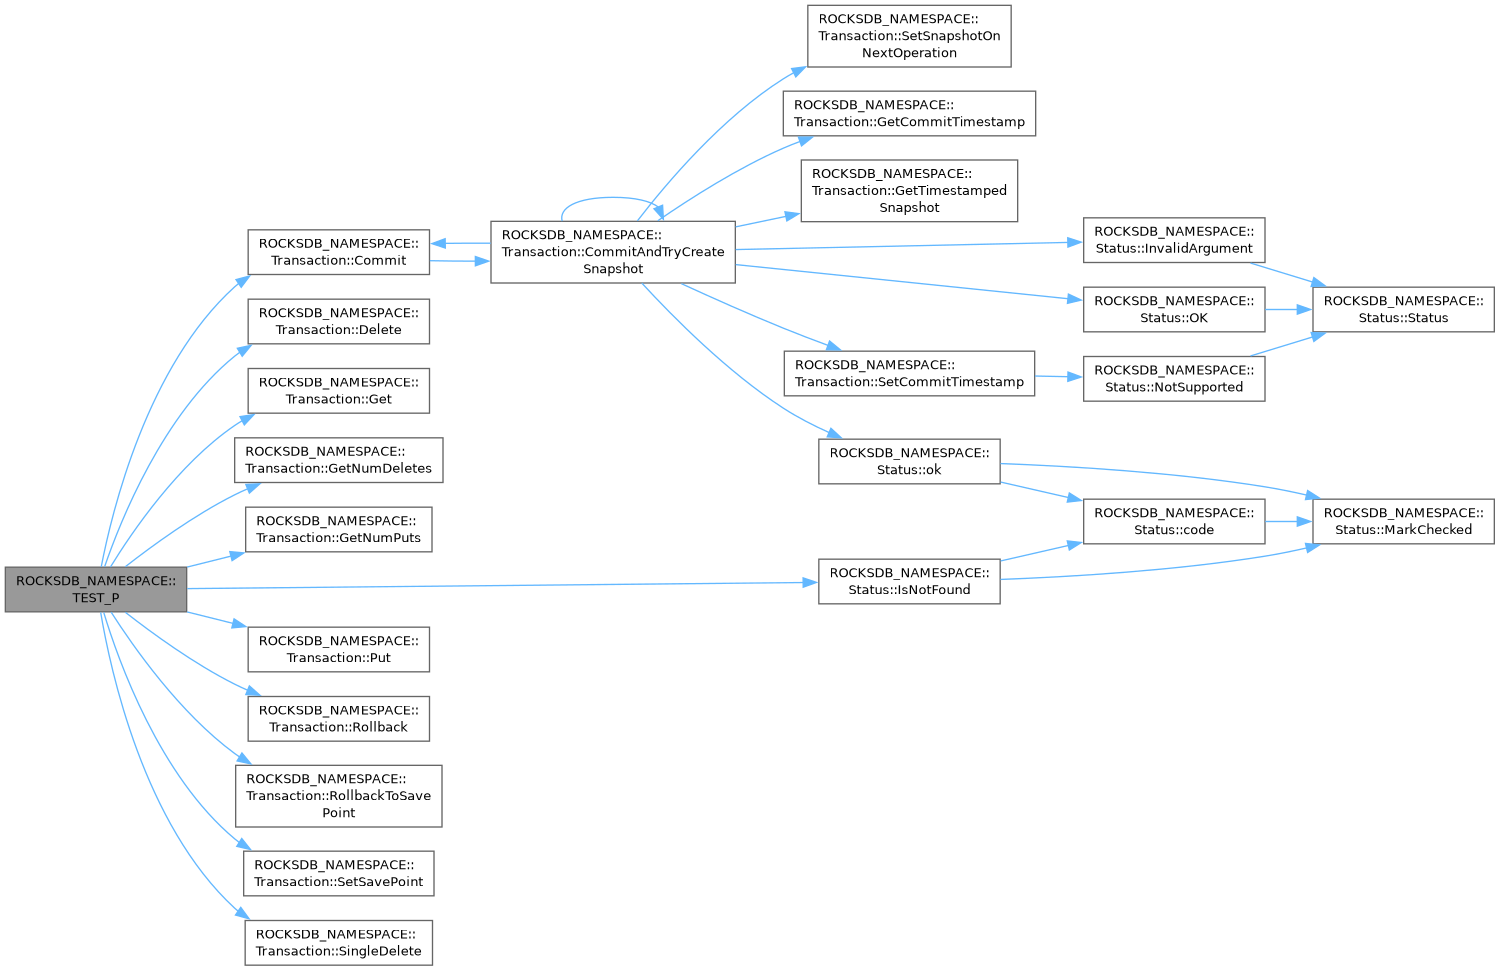 ROCKSDB_NAMESPACE::
TEST_P
ROCKSDB_NAMESPACE::
Transaction::Commit
ROCKSDB_NAMESPACE::
Transaction::Delete
ROCKSDB_NAMESPACE::
Transaction::Get
ROCKSDB_NAMESPACE::
Transaction::GetNumDeletes
ROCKSDB_NAMESPACE::
Transaction::GetNumPuts
ROCKSDB_NAMESPACE::
Transaction::Put
ROCKSDB_NAMESPACE::
Transaction::Rollback
ROCKSDB_NAMESPACE::
Transaction::RollbackToSave
Point
ROCKSDB_NAMESPACE::
Transaction::SetSavePoint
ROCKSDB_NAMESPACE::
Transaction::SingleDelete
ROCKSDB_NAMESPACE::
Transaction::CommitAndTryCreate
Snapshot
ROCKSDB_NAMESPACE::
Transaction::SetSnapshotOn
NextOperation
ROCKSDB_NAMESPACE::
Transaction::GetCommitTimestamp
ROCKSDB_NAMESPACE::
Transaction::GetTimestamped
Snapshot
ROCKSDB_NAMESPACE::
Transaction::SetCommitTimestamp
ROCKSDB_NAMESPACE::
Status::ok
ROCKSDB_NAMESPACE::
Status::IsNotFound
ROCKSDB_NAMESPACE::
Status::InvalidArgument
ROCKSDB_NAMESPACE::
Status::OK
ROCKSDB_NAMESPACE::
Status::NotSupported
ROCKSDB_NAMESPACE::
Status::code
ROCKSDB_NAMESPACE::
Status::Status
ROCKSDB_NAMESPACE::
Status::MarkChecked